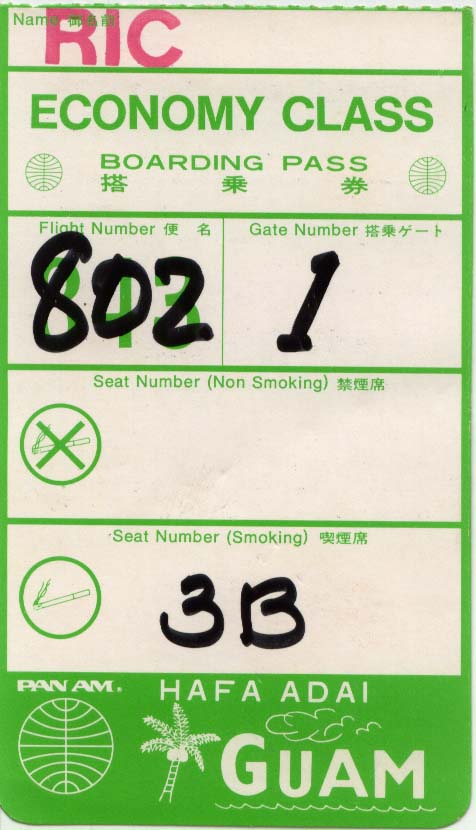 Name 御名前
RIC
ECONOMY CLASS
BOARDING PASS
搭 乗 券
Flight Number 便 名
Gate Number 搭乗ゲート
843
802
1
Seat Number (Non Smoking) 禁煙席
Seat Number (Smoking) 喫煙席
3B
PAN AM.
HAFA ADAI
GUAM